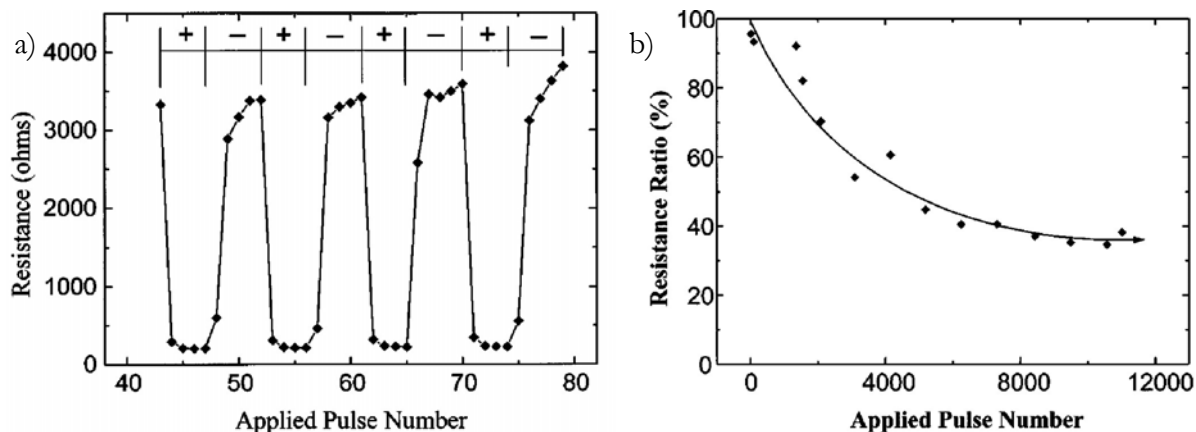 a)
+ − + − + − + −
4000
3000
2000
1000
0
Resistance (ohms)
40 50 60 70 80
Applied Pulse Number
b)
100
80
60
40
20
0
Resistance Ratio (%)
0 4000 8000 12000
Applied Pulse Number